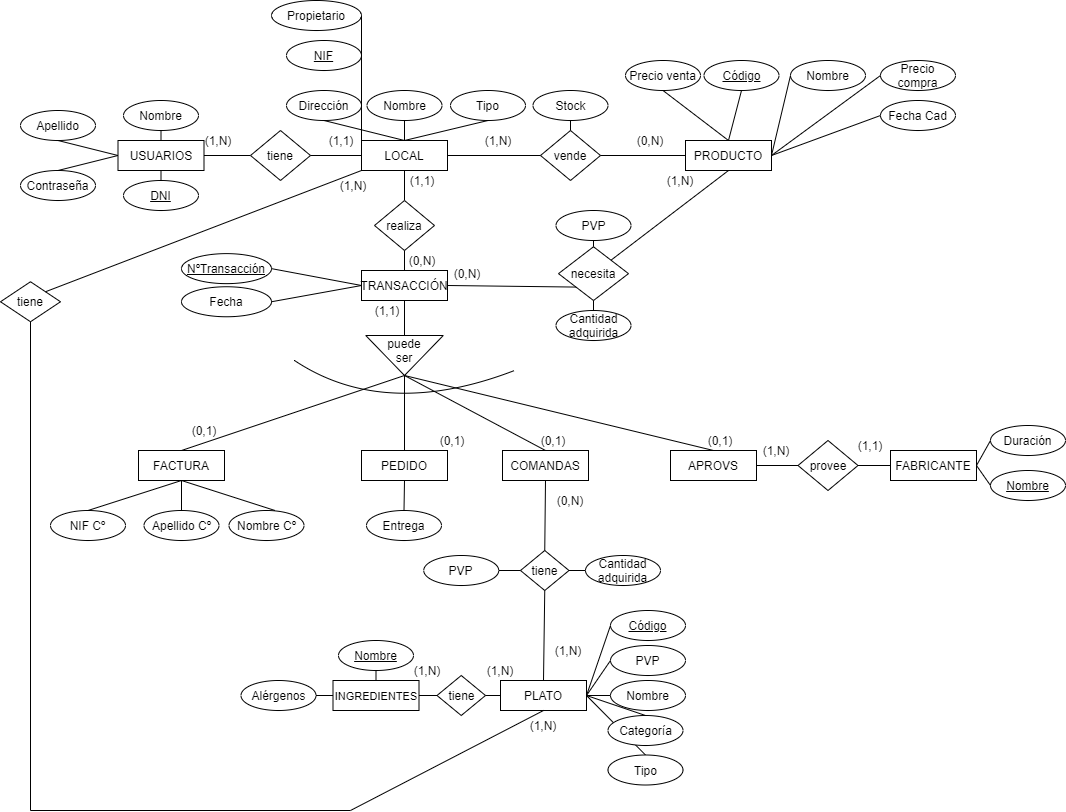 Propietario
NIF
Dirección
Nombre
Tipo
Stock
Precio venta
Código
Nombre
Precio
compra
Fecha Cad
Apellido
Nombre
Contraseña
USUARIOS
DNI
(1,N)
tiene
(1,1)
LOCAL
(1,N)
vende
(0,N)
PRODUCTO
(1,N)
(1,1)
(1,N)
realiza
PVP
(0,N)
NºTransacción
Fecha
TRANSACCIÓN
(0,N)
necesita
Cantidad
adquirida
tiene
(1,1)
puede
ser
(0,1)
(0,1)
(0,1)
(0,1)
FACTURA
PEDIDO
COMANDAS
APROVS
(1,N)
provee
(1,1)
FABRICANTE
Duración
Nombre
NIF Cº
Apellido Cº
Nombre Cº
Entrega
(0,N)
PVP
tiene
Cantidad
adquirida
(1,N)
Código
PVP
Nombre
Categoría
Tipo
Nombre
Alérgenos
INGREDIENTES
(1,N)
tiene
(1,N)
PLATO
(1,N)